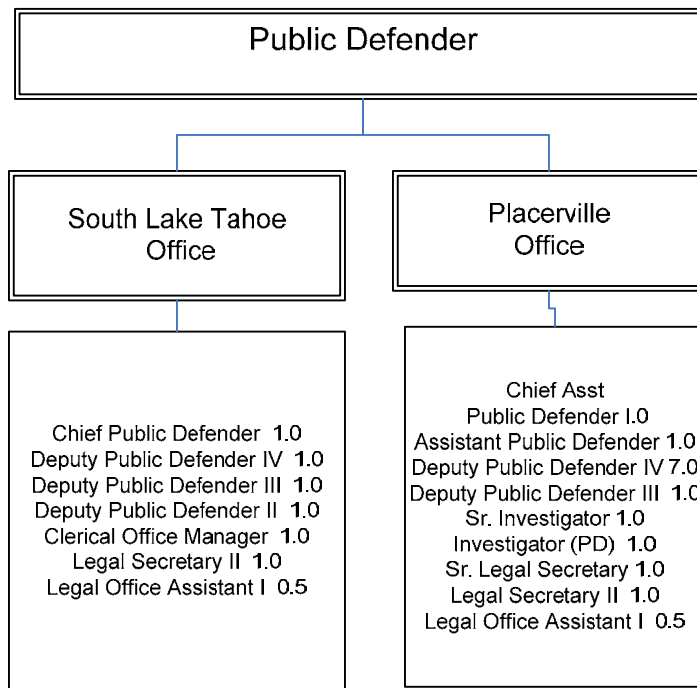 Public Defender
South Lake Tahoe
Office
Placerville
Office
Chief Public Defender 1.0
Deputy Public Defender IV 1.0
Deputy Public Defender III 1.0
Deputy Public Defender II 1.0
Clerical Office Manager 1.0
Legal Secretary II 1.0
Legal Office Assistant I 0.5
Chief Asst
Public Defender I.0
Assistant Public Defender 1.0
Deputy Public Defender IV 7.0
Deputy Public Defender III 1.0
Sr. Investigator 1.0
Investigator (PD) 1.0
Sr. Legal Secretary 1.0
Legal Secretary II 1.0
Legal Office Assistant I 0.5